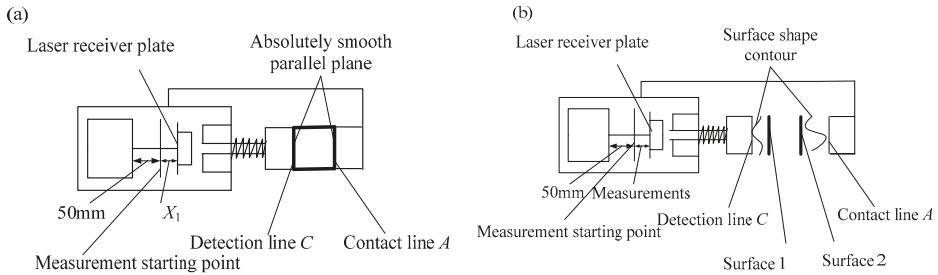 (a)
Laser receiver plate
Absolutely smooth
parallel plane
50mm
X1
Measurement starting point
Detection line C
Contact line A
(b)
Laser receiver plate
Surface shape
contour
50mm
Measurements
Measurement starting point
Detection line C
Contact line A
Surface 1
Surface 2